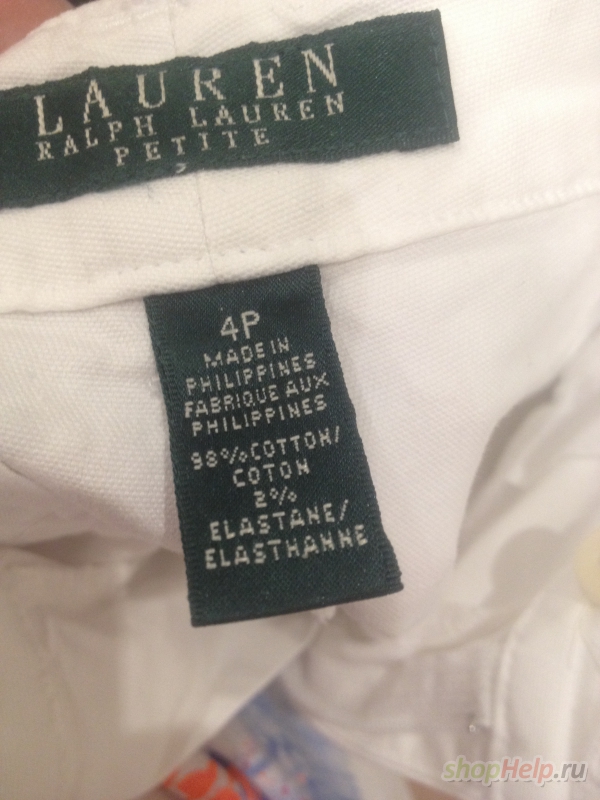 LAUREN
RALPH LAUREN
PETITE
4P
MADE IN
PHILIPPINES
FABRIQUE AUX
PHILIPPINES
98% COTTON/
COTON
2%
ELASTANE/
ELASTHANNE
shopHelp.ru